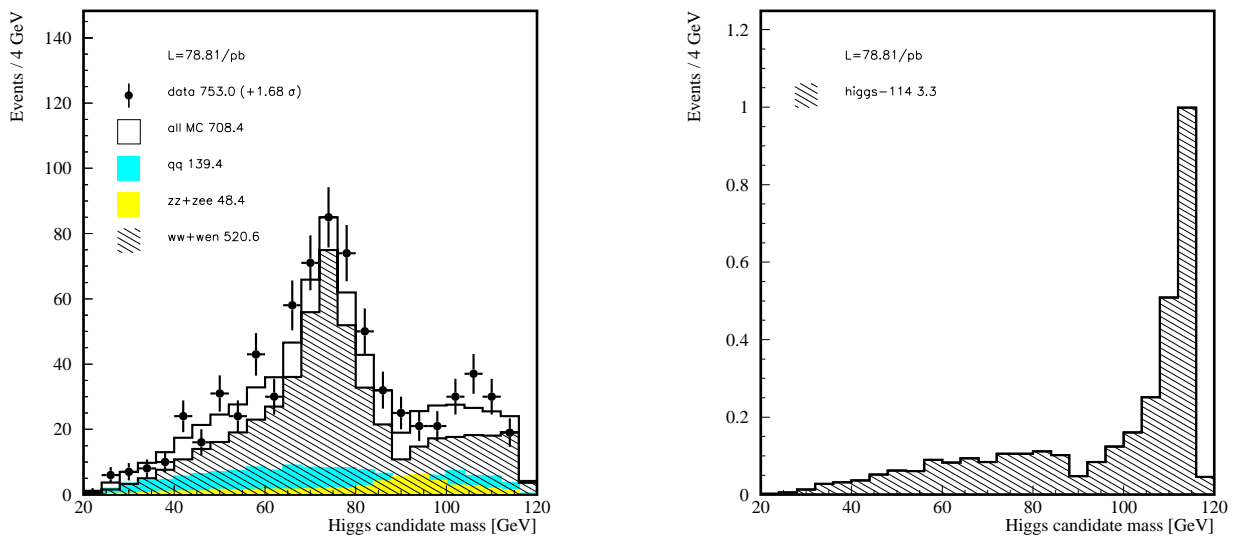 Events / 4 GeV
140
120
100
80
60
40
20
0
L=78.81/pb
data 753.0 (+1.68 σ)
all MC 708.4
qq 139.4
zz+zee 48.4
ww+wen 520.6
20 40 60 80 100 120
Higgs candidate mass [GeV]
Events / 4 GeV
1.2
1
0.8
0.6
0.4
0.2
0
L=78.81/pb
higgs-114 3.3
20 40 60 80 100 120
Higgs candidate mass [GeV]